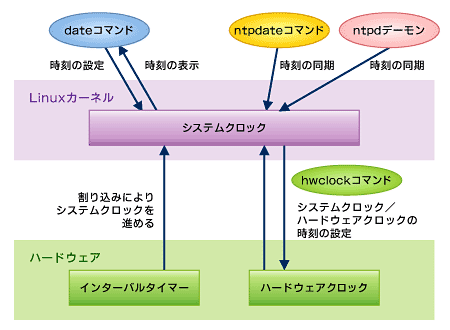 dateコマンド
ntpdateコマンド
ntpdデーモン
時刻の設定
時刻の表示
時刻の同期
時刻の同期
Linuxカーネル
システムクロック
hwclockコマンド
割り込みにより
システムクロックを
進める
システムクロック／
ハードウェアクロックの
時刻の設定
ハードウェア
インターバルタイマー
ハードウェアクロック